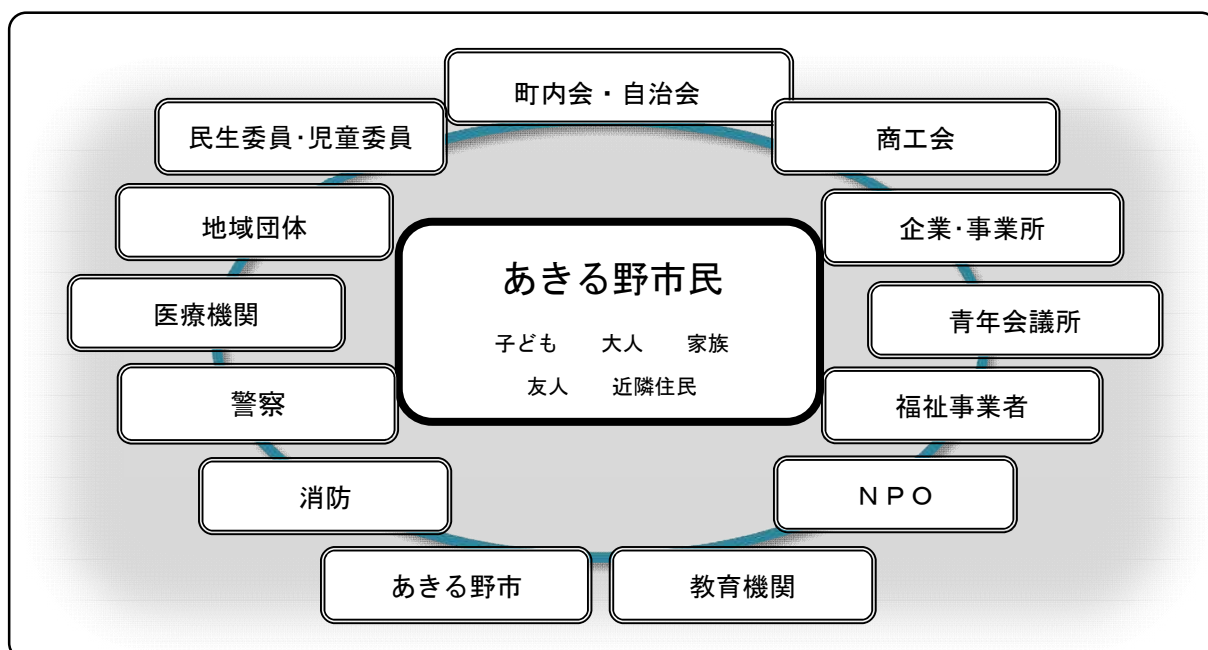 町内会・自治会
民生委員・児童委員
商工会
地域団体
企業・事業所
あきる野市民
子ども 大人 家族
友人 近隣住民
医療機関
青年会議所
警察
福祉事業者
消防
ＮＰＯ
あきる野市
教育機関